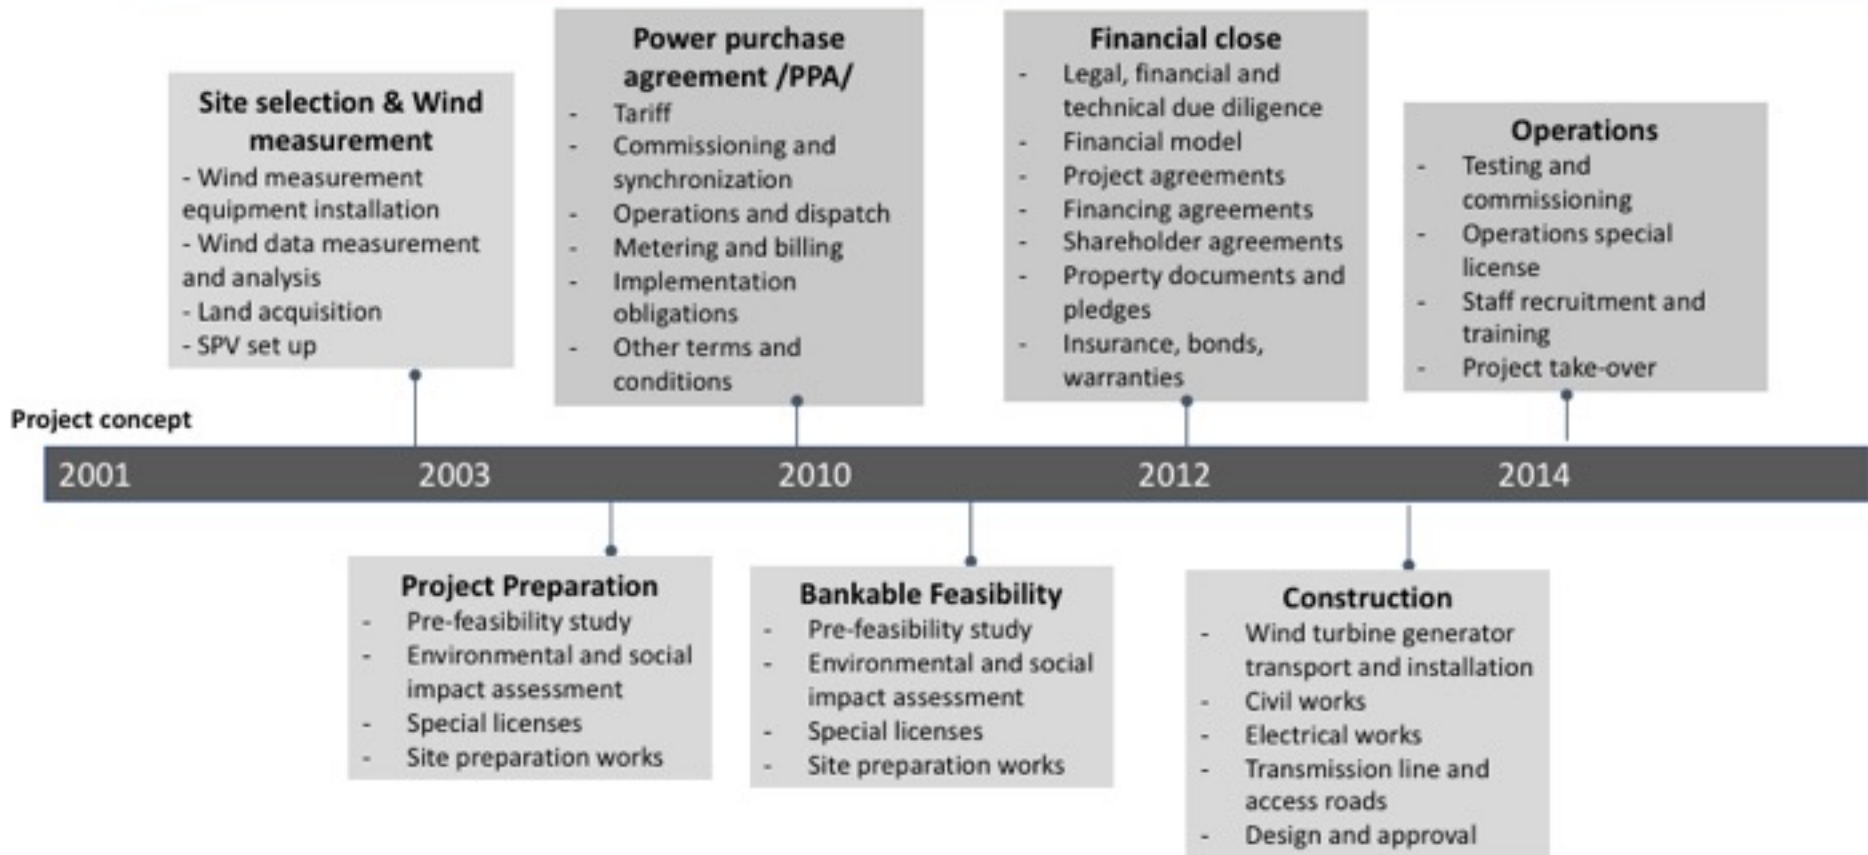 Site selection & Wind
measurement
- Wind measurement
equipment installation
- Wind data measurement
and analysis
- Land acquisition
- SPV set up
Power purchase
agreement /PPA/
- Tariff
- Commissioning and
synchronization
- Operations and dispatch
- Metering and billing
- Implementation
obligations
- Other terms and
conditions
Financial close
- Legal, financial and
technical due diligence
- Financial model
- Project agreements
- Financing agreements
- Shareholder agreements
- Property documents and
pledges
- Insurance, bonds,
warranties
Operations
- Testing and
commissioning
- Operations special
license
- Staff recruitment and
training
- Project take-over
Project concept
2001 2003 2010 2012 2014
Project Preparation
- Pre-feasibility study
- Environmental and social
impact assessment
- Special licenses
- Site preparation works
Bankable Feasibility
- Pre-feasibility study
- Environmental and social
impact assessment
- Special licenses
- Site preparation works
Construction
- Wind turbine generator
transport and installation
- Civil works
- Electrical works
- Transmission line and
access roads
- Design and approval